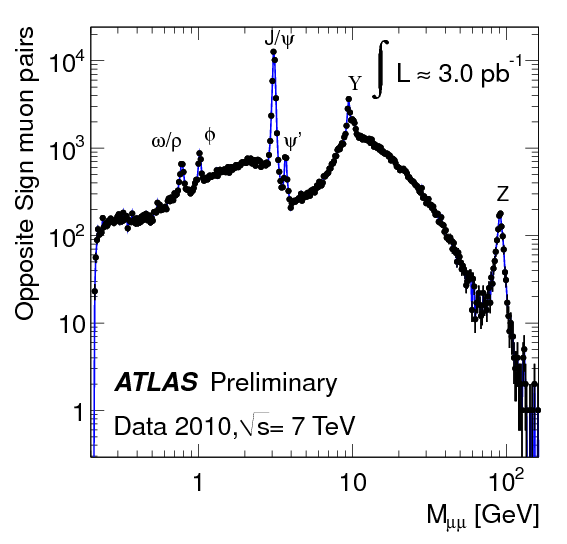 Opposite Sign muon pairs
10⁴
10³
10²
10
1
J/ψ
ω/ρ
φ
ψ'
Υ
∫ L ≈ 3.0 pb⁻¹
Z
ATLAS Preliminary
Data 2010,√s= 7 TeV
1
10
10²
Mμμ [GeV]